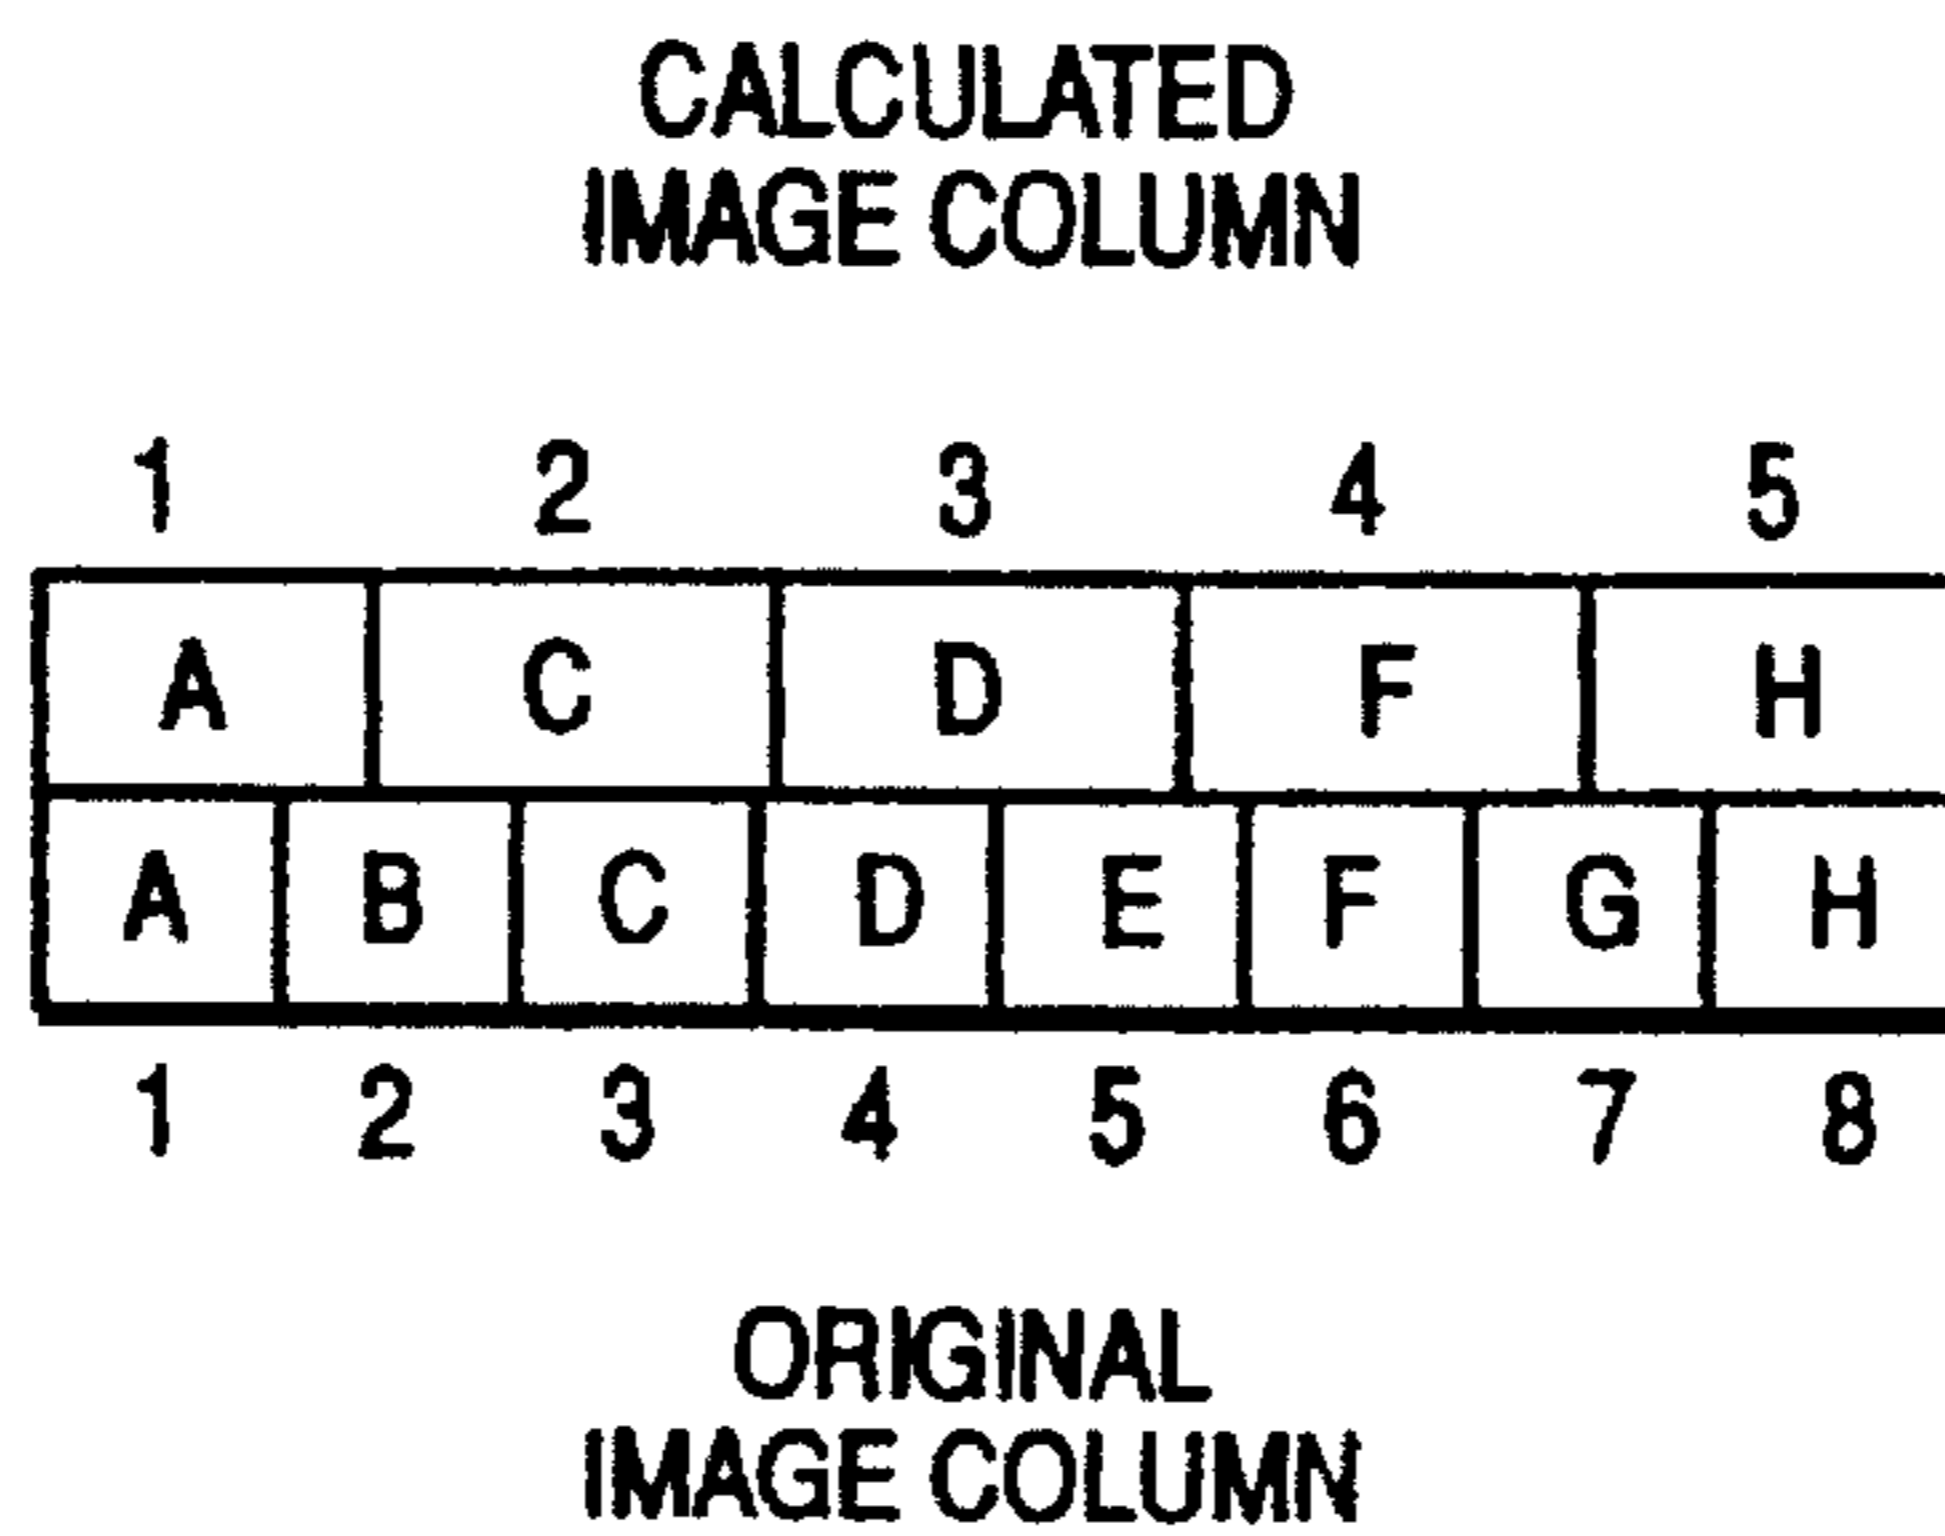 CALCULATED
IMAGE COLUMN
1 2 3 4 5
A C D F H
A B C D E F G H
1 2 3 4 5 6 7 8
ORIGINAL
IMAGE COLUMN